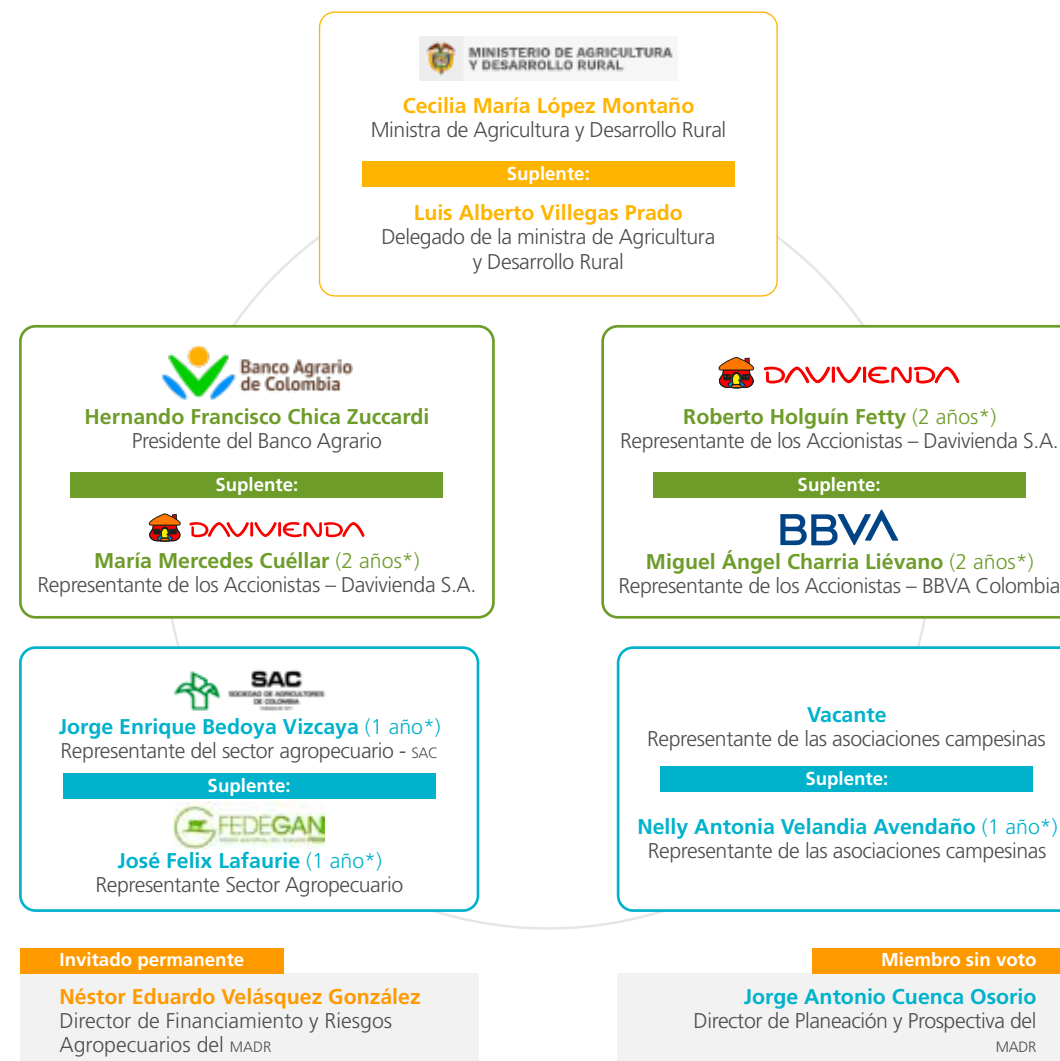 MINISTERIO DE AGRICULTURA
Y DESARROLLO RURAL
Cecilia María López Montaño
Ministra de Agricultura y Desarrollo Rural
Suplente:
Luis Alberto Villegas Prado
Delegado de la ministra de Agricultura
y Desarrollo Rural
Banco Agrario
de Colombia
Hernando Francisco Chica Zuccardi
Presidente del Banco Agrario
Suplente:
DAVIVIENDA
María Mercedes Cuéllar (2 años*)
Representante de los Accionistas – Davivienda S.A.
DAVIVIENDA
Roberto Holguín Fetty (2 años*)
Representante de los Accionistas – Davivienda S.A.
Suplente:
BBVA
Miguel Ángel Charria Liévano (2 años*)
Representante de los Accionistas – BBVA Colombia
SAC
SOCIEDAD DE AGRICULTORES
DE COLOMBIA
Jorge Enrique Bedoya Vizcaya (1 año*)
Representante del sector agropecuario - SAC
Suplente:
FEDEGAN
José Felix Lafaurie (1 año*)
Representante Sector Agropecuario
Vacante
Representante de las asociaciones campesinas
Suplente:
Nelly Antonia Velandia Avendaño (1 año*)
Representante de las asociaciones campesinas
Invitado permanente
Néstor Eduardo Velásquez González
Director de Financiamiento y Riesgos
Agropecuarios del MADR
Miembro sin voto
Jorge Antonio Cuenca Osorio
Director de Planeación y Prospectiva del
MADR